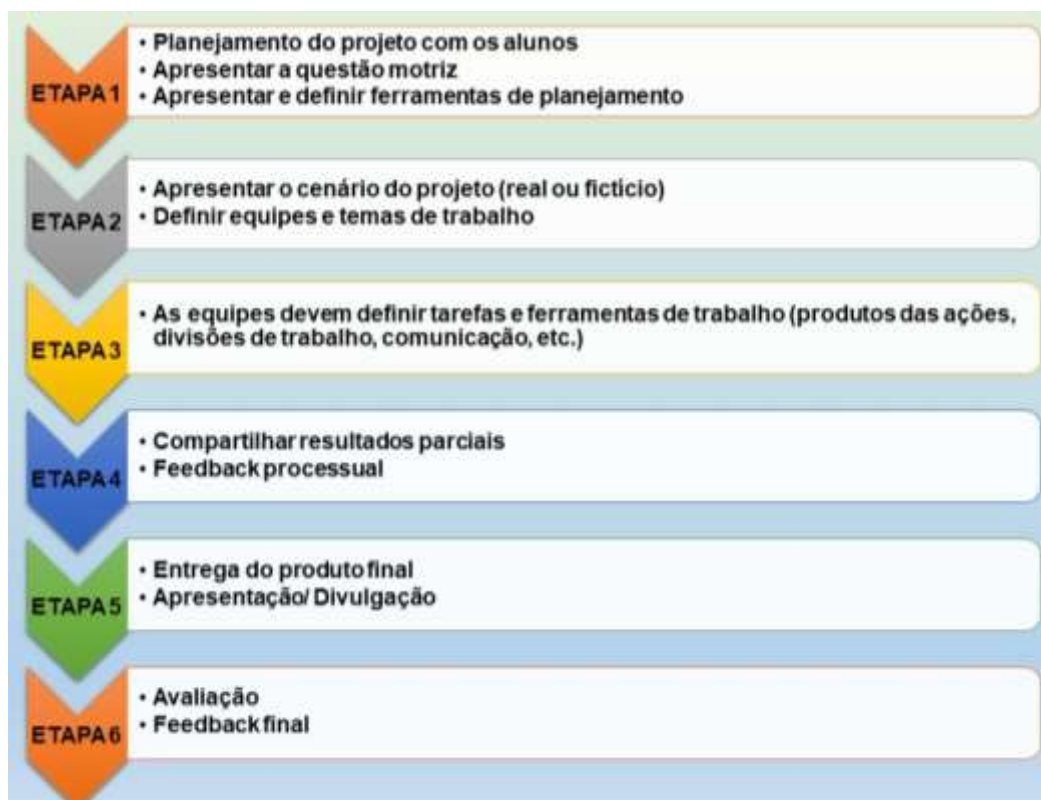 ETAPA 1
• Planejamento do projeto com os alunos
• Apresentar a questão motriz
• Apresentar e definir ferramentas de planejamento
ETAPA 2
• Apresentar o cenário do projeto (real ou fictício)
• Definir equipes e temas de trabalho
ETAPA 3
• As equipes devem definir tarefas e ferramentas de trabalho (produtos das ações,
divisões de trabalho, comunicação, etc.)
ETAPA 4
• Compartilhar resultados parciais
• Feedback processual
ETAPA 5
• Entrega do produto final
• Apresentação/ Divulgação
ETAPA 6
• Avaliação
• Feedback final